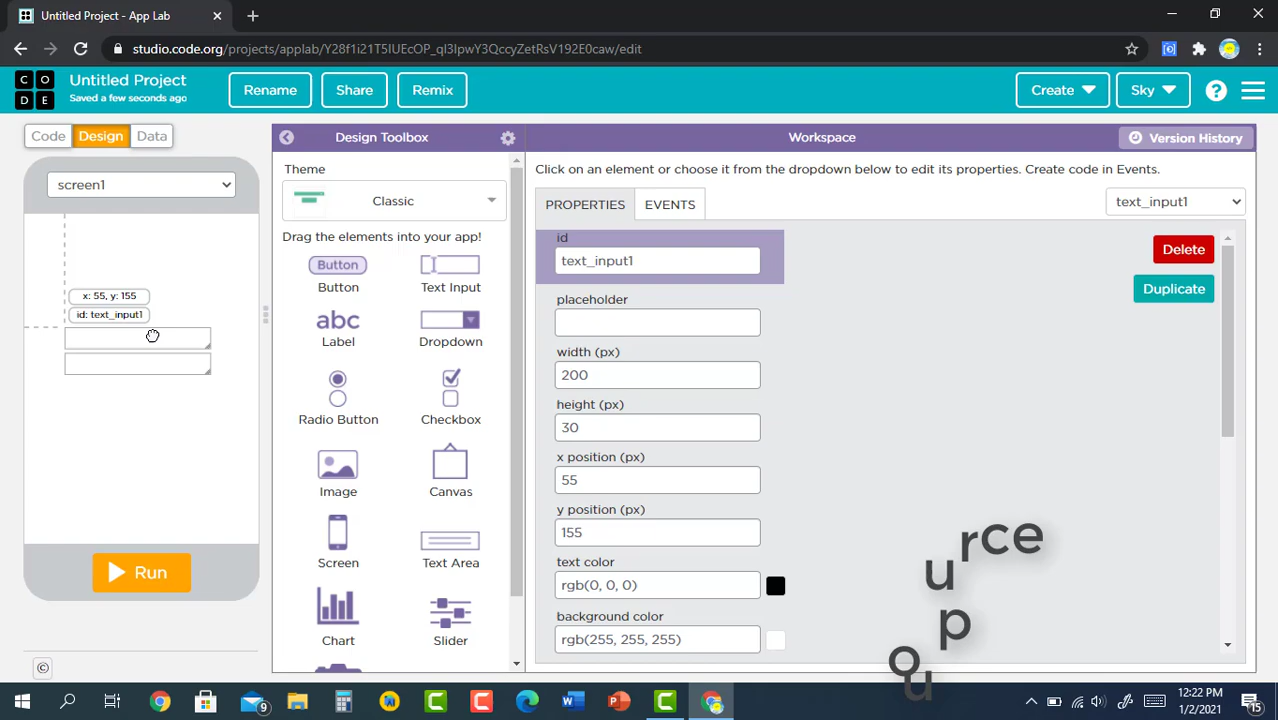 Untitled Project - App Lab
studio.code.org/projects/applab/Y28f1i21T5IUEcOP_qI3IpwY3QccyZetRsV192E0caw/edit
C O
D E
Untitled Project
Saved a few seconds ago
Rename
Share
Remix
Create
Sky
?
Code
Design
Data
Design Toolbox
Workspace
Version History
screen1
Theme
Classic
Drag the elements into your app!
Button
Button
Text Input
abc
Label
Dropdown
Radio Button
Checkbox
Image
Canvas
Screen
Text Area
Chart
Slider
x: 55, y: 155
id: text_input1
Run
©
Click on an element or choose it from the dropdown below to edit its properties. Create code in Events.
PROPERTIES
EVENTS
text_input1
id
text_input1
Delete
Duplicate
placeholder
width (px)
200
height (px)
30
x position (px)
55
y position (px)
155
text color
rgb(0, 0, 0)
background color
rgb(255, 255, 255)
u r c e
p
o u
9
12:22 PM
1/2/2021
15